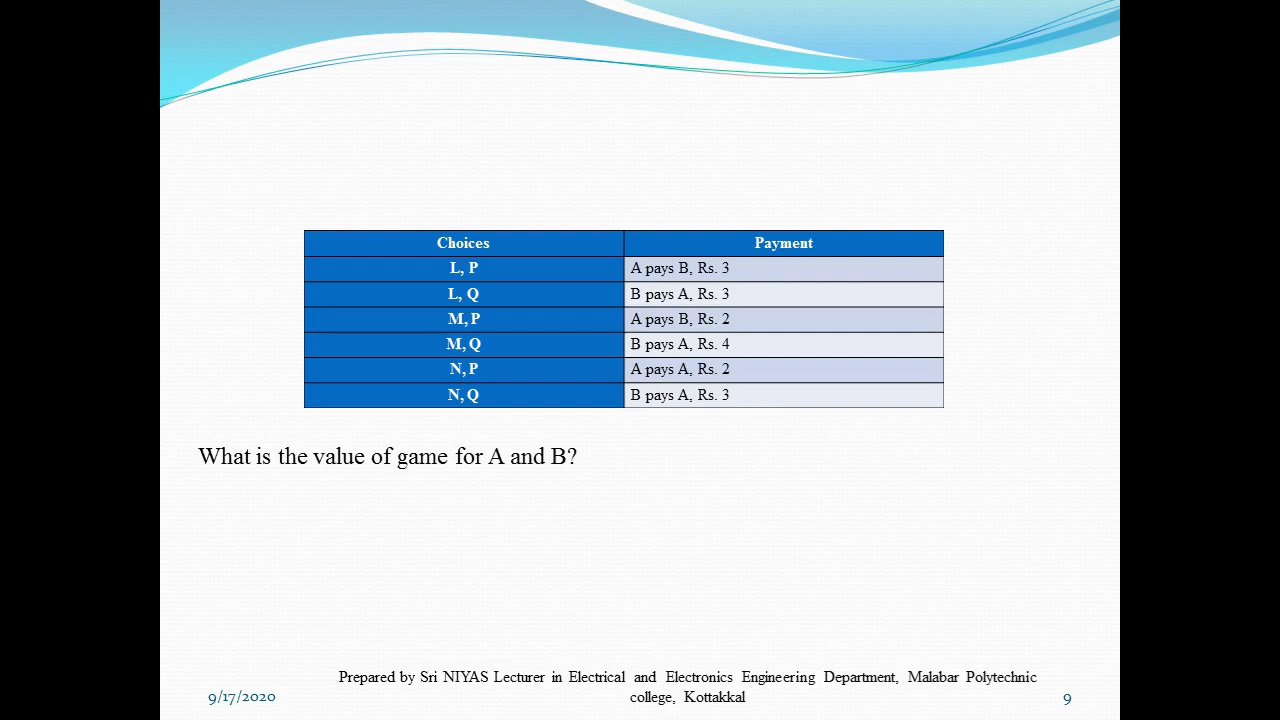 Choices Payment
L, P A pays B, Rs. 3
L, Q B pays A, Rs. 3
M, P A pays B, Rs. 2
M, Q B pays A, Rs. 4
N, P A pays A, Rs. 2
N, Q B pays A, Rs. 3
What is the value of game for A and B?
Prepared by Sri NIYAS Lecturer in Electrical and Electronics Engineering Department, Malabar Polytechnic
9/17/2020 college, Kottakkal 9